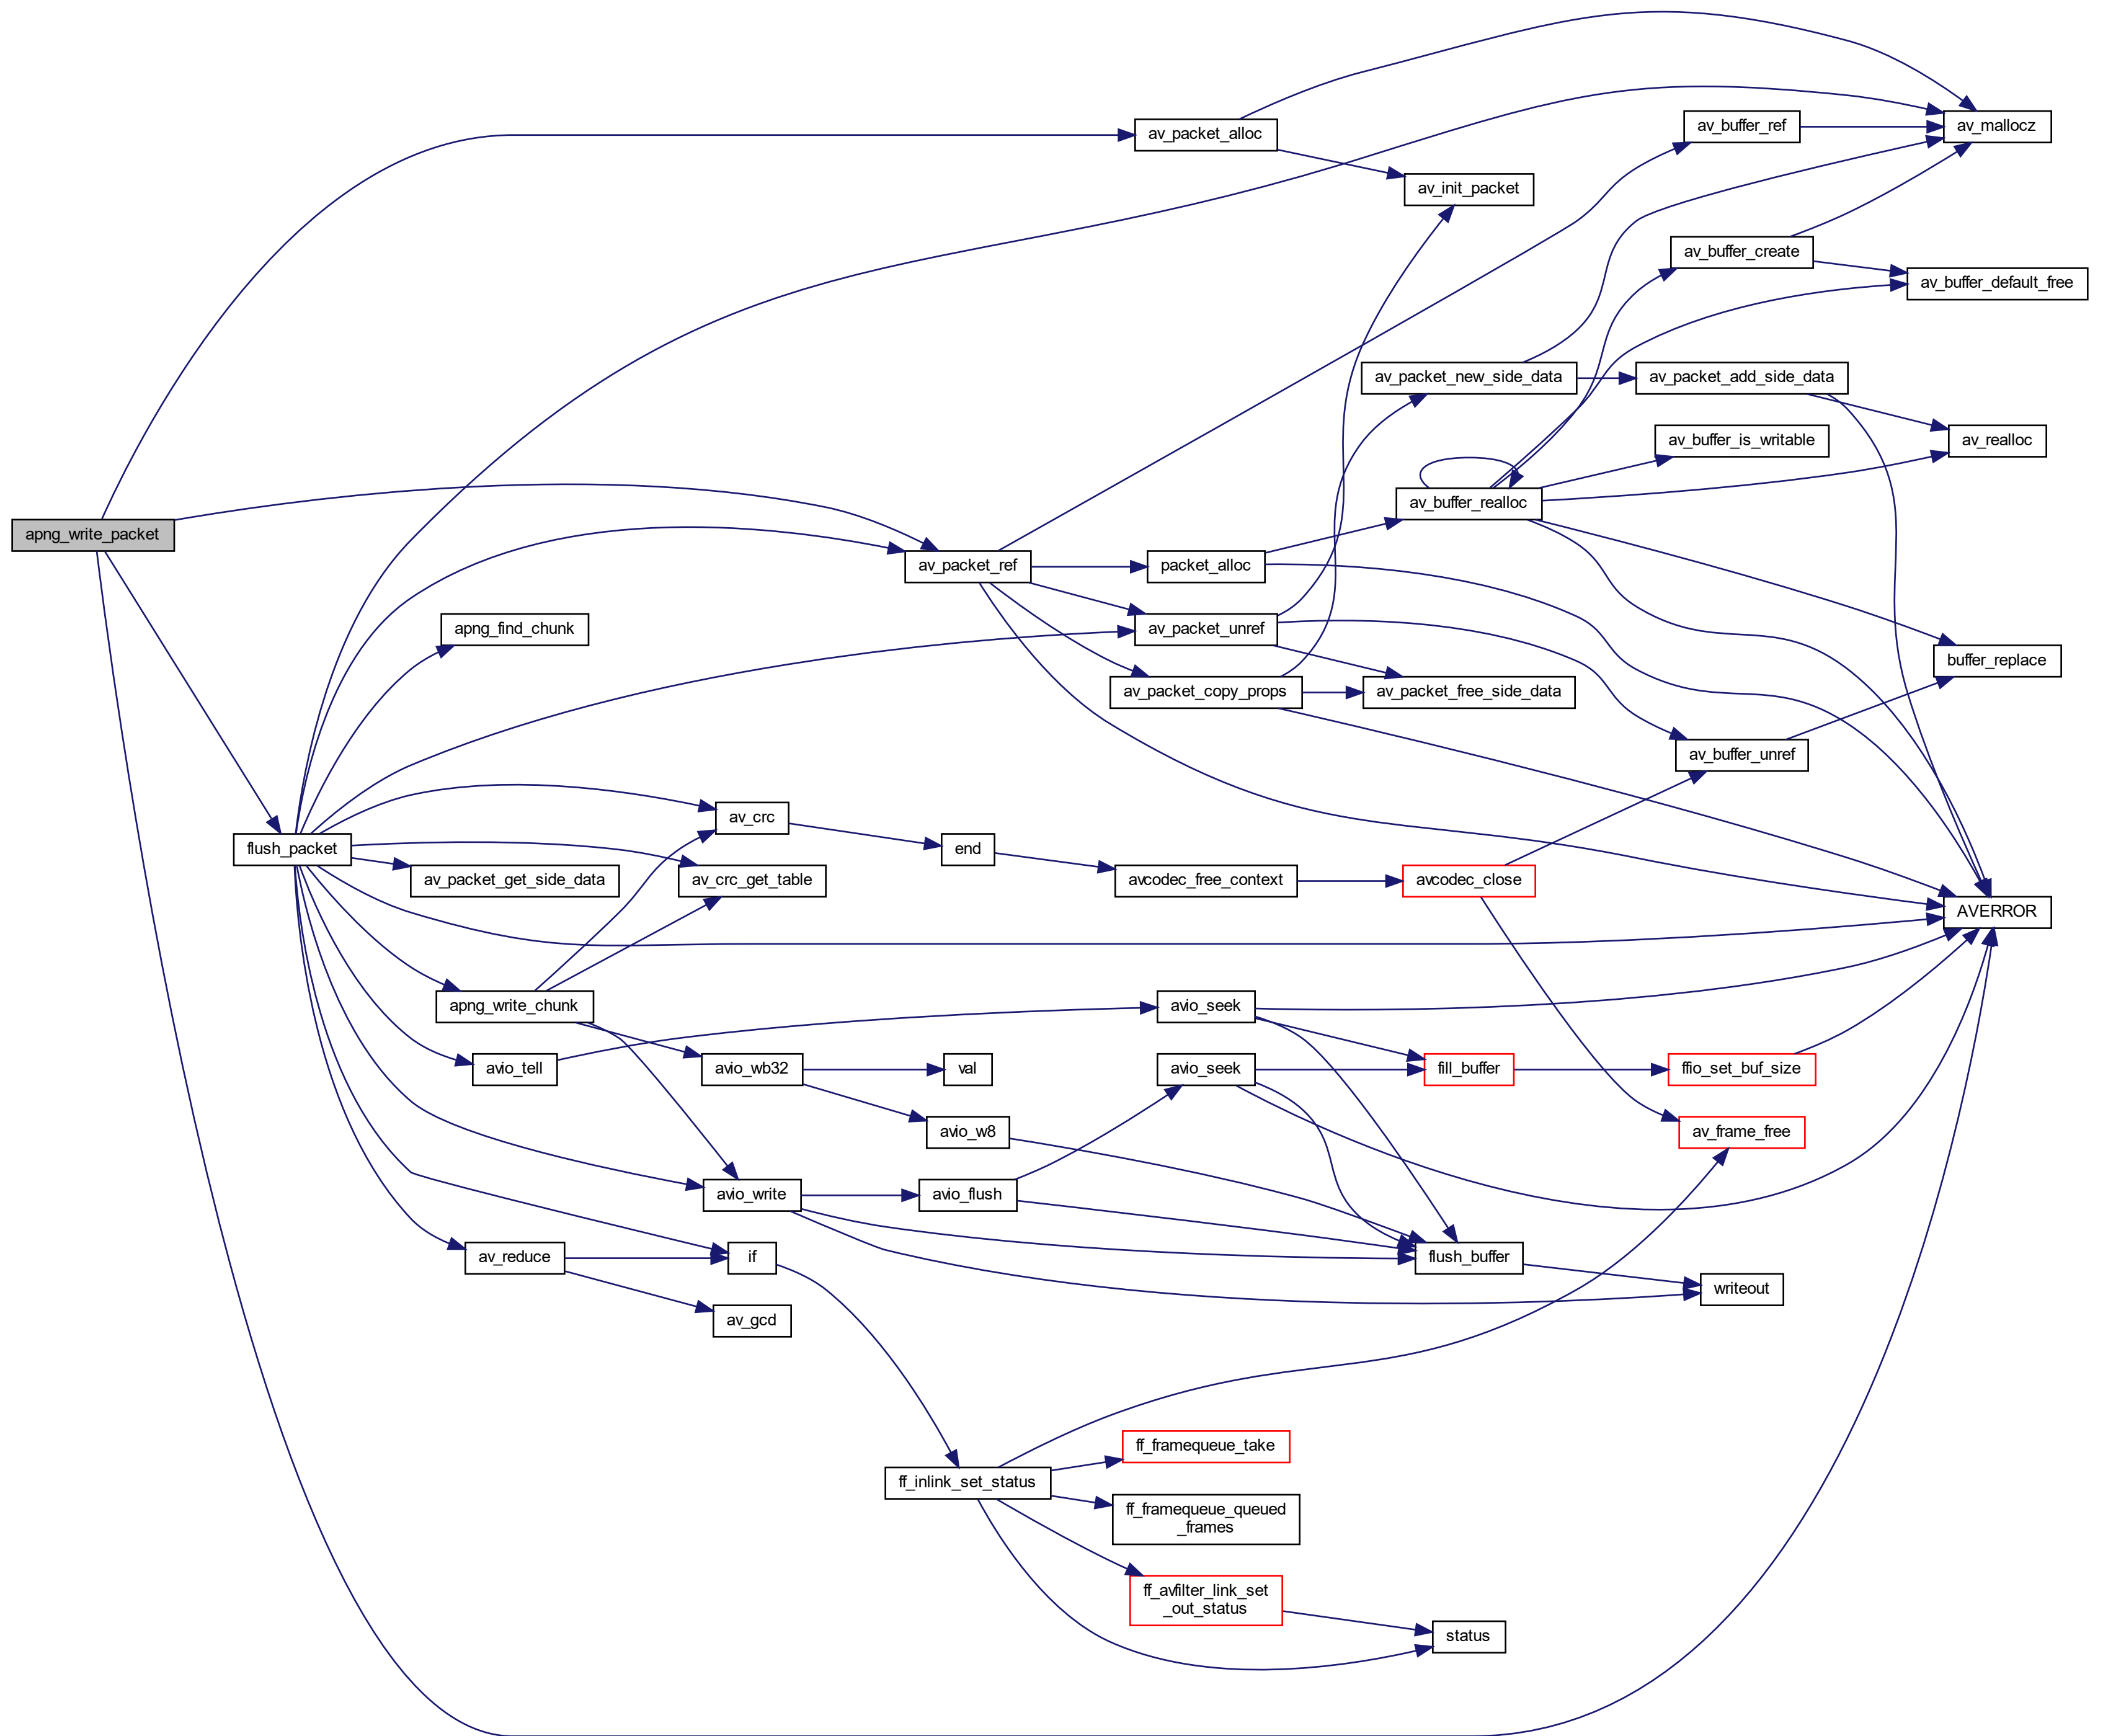 av_packet_alloc
av_buffer_ref
av_mallocz
av_init_packet
av_buffer_create
av_buffer_default_free
av_packet_new_side_data
av_packet_add_side_data
av_buffer_is_writable
av_realloc
av_buffer_realloc
apng_write_packet
av_packet_ref
packet_alloc
apng_find_chunk
av_packet_unref
buffer_replace
av_packet_copy_props
av_packet_free_side_data
av_buffer_unref
av_crc
flush_packet
end
av_packet_get_side_data
av_crc_get_table
avcodec_free_context
avcodec_close
AVERROR
apng_write_chunk
avio_seek
avio_tell
avio_wb32
val
avio_seek
fill_buffer
ffio_set_buf_size
avio_w8
av_frame_free
avio_write
avio_flush
av_reduce
if
flush_buffer
writeout
av_gcd
ff_framequeue_take
ff_inlink_set_status
ff_framequeue_queued
_frames
ff_avfilter_link_set
_out_status
status